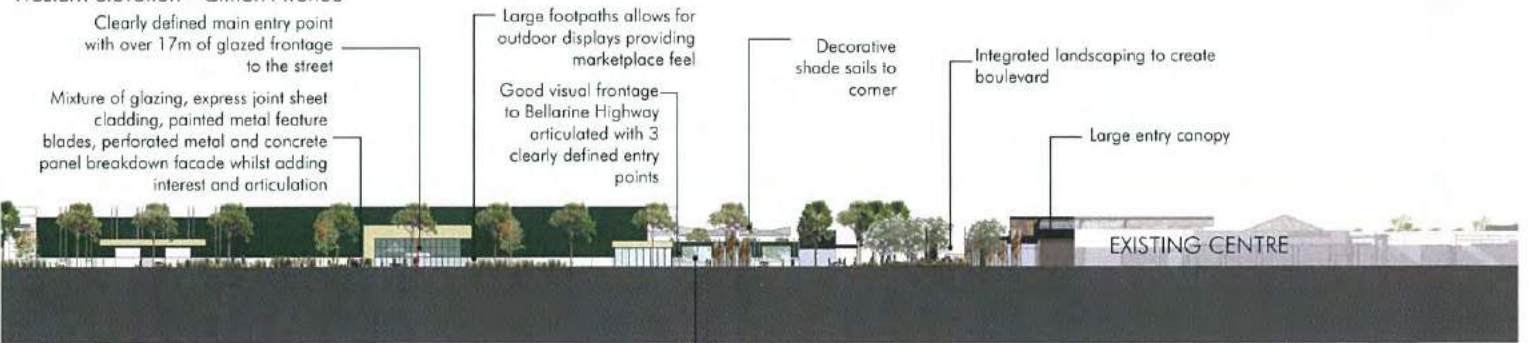 Clearly defined main entry point
with over 17m of glazed frontage
to the street
Mixture of glazing, express joint sheet
cladding, painted metal feature
blades, perforated metal and concrete
panel breakdown facade whilst adding
interest and articulation
Large footpaths allows for
outdoor displays providing
marketplace feel
Good visual frontage
to Bellarine Highway
articulated with 3
clearly defined entry
points
Decorative
shade sails to
corner
Integrated landscaping to create
boulevard
Large entry canopy
EXISTING CENTRE